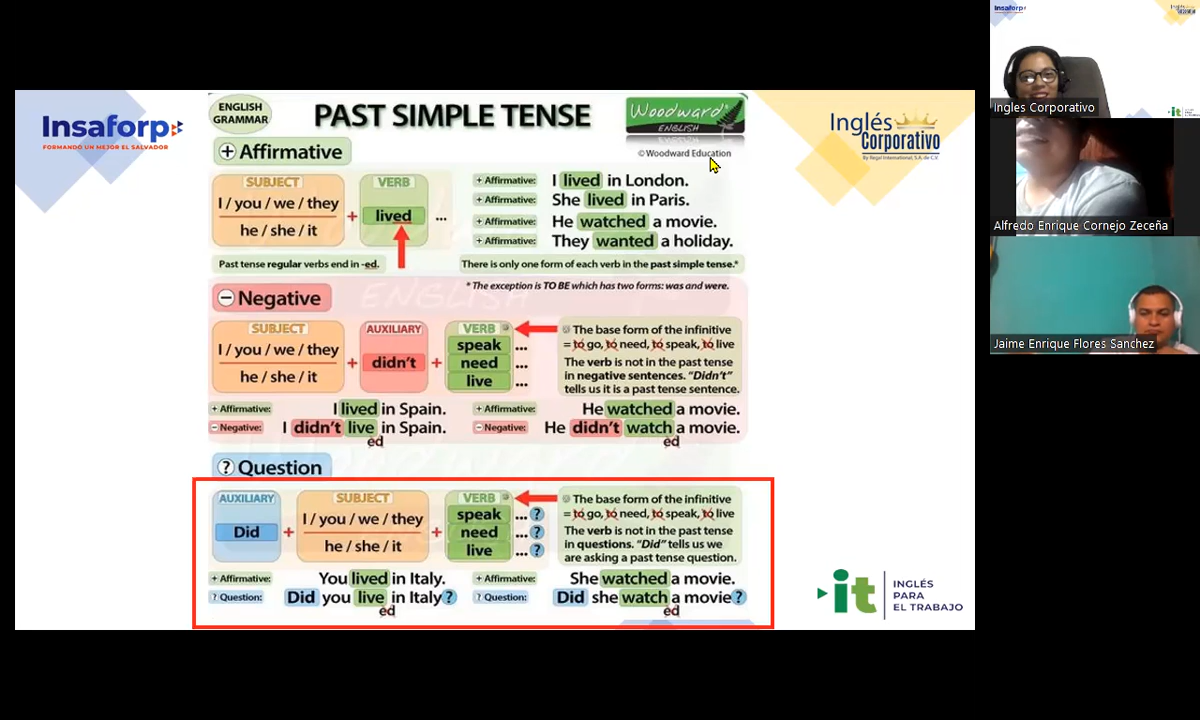 Insaforp
FORMANDO UN MEJOR EL SALVADOR
ENGLISH
GRAMMAR
PAST SIMPLE TENSE
Woodward
ENGLISH
© Woodward Education
Inglés
Corporativo
By Regal International, S.A. de C.V.
+ Affirmative
SUBJECT
I / you / we / they
he / she / it
+
VERB
lived
...
+ Affirmative: I lived in London.
+ Affirmative: She lived in Paris.
+ Affirmative: He watched a movie.
+ Affirmative: They wanted a holiday.
Past tense regular verbs end in -ed.
There is only one form of each verb in the past simple tense.*
* The exception is TO BE which has two forms: was and were.
− Negative
SUBJECT
I / you / we / they
he / she / it
+
AUXILIARY
didn't
+
VERB
speak ...
need ...
live ...
The base form of the infinitive
= to go, to need, to speak, to live
The verb is not in the past tense
in negative sentences. "Didn't"
tells us it is a past tense sentence.
+ Affirmative: I lived in Spain.
− Negative: I didn't live in Spain.
ed
+ Affirmative: He watched a movie.
− Negative: He didn't watch a movie.
ed
? Question
AUXILIARY
Did
+
SUBJECT
I / you / we / they
he / she / it
+
VERB
speak ... ?
need ... ?
live ... ?
The base form of the infinitive
= to go, to need, to speak, to live
The verb is not in the past tense
in questions. "Did" tells us we
are asking a past tense question.
+ Affirmative: You lived in Italy.
? Question: Did you live in Italy?
ed
+ Affirmative: She watched a movie.
? Question: Did she watch a movie?
ed
it
INGLÉS
PARA
EL TRABAJO
Insaforp
Ingles Corporativo
Alfredo Enrique Cornejo Zeceña
Jaime Enrique Flores Sanchez